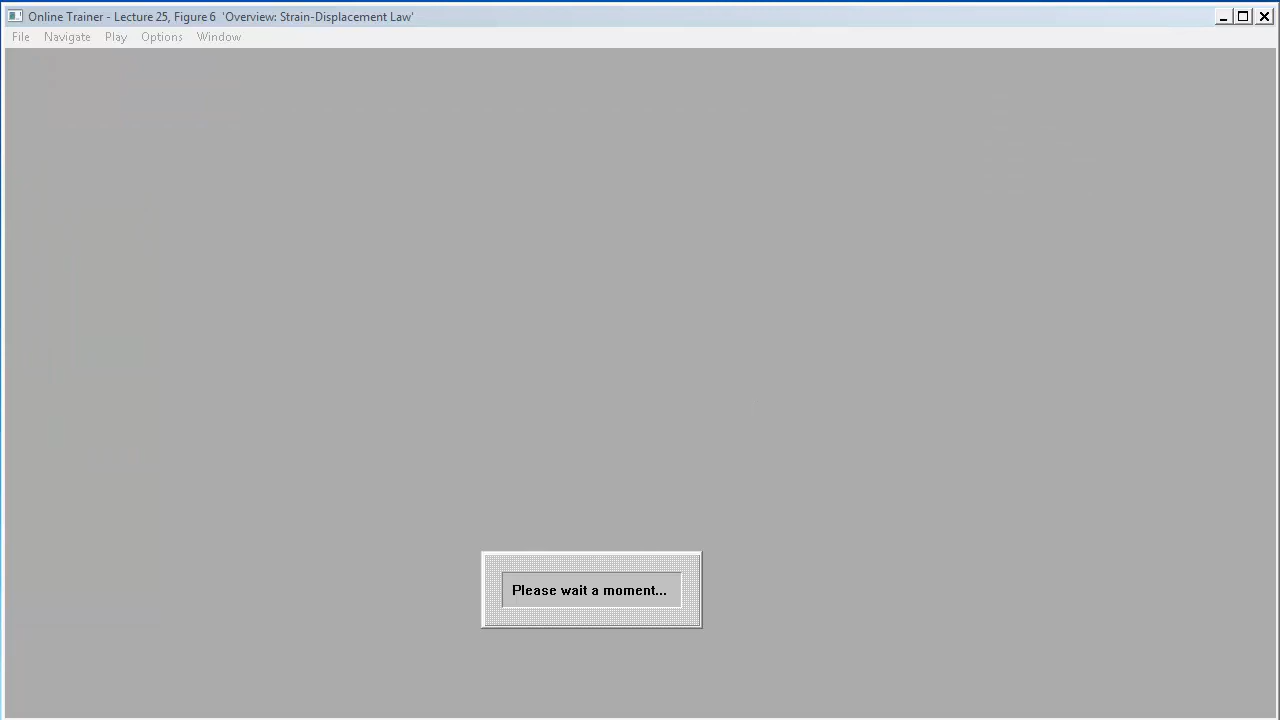 Online Trainer - Lecture 25, Figure 6  'Overview: Strain-Displacement Law'
File Navigate Play Options Window
Please wait a moment...